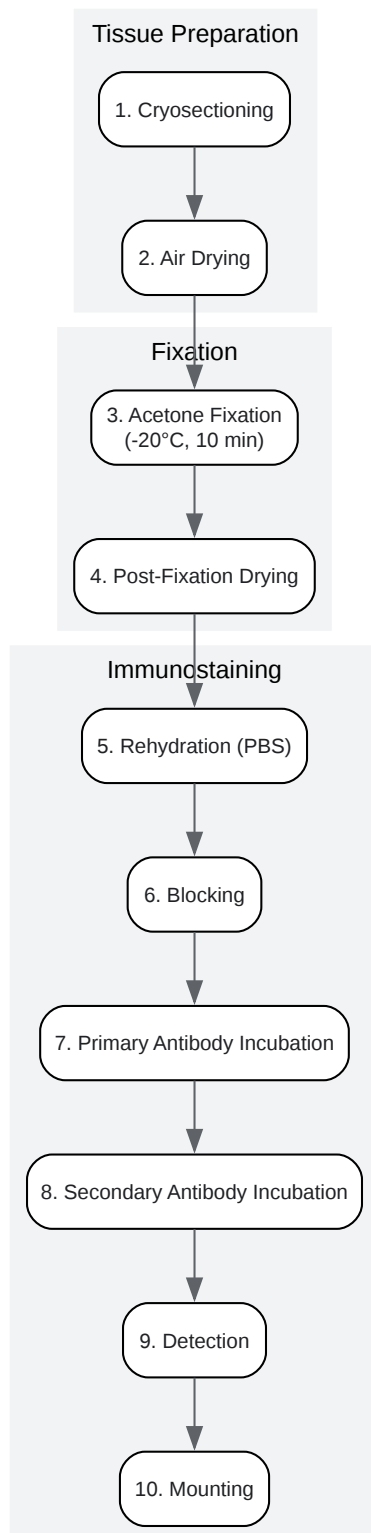 Tissue Preparation
1. Cryosectioning
2. Air Drying
Fixation
3. Acetone Fixation
(-20°C, 10 min)
4. Post-Fixation Drying
Immunostaining
5. Rehydration (PBS)
6. Blocking
7. Primary Antibody Incubation
8. Secondary Antibody Incubation
9. Detection
10. Mounting